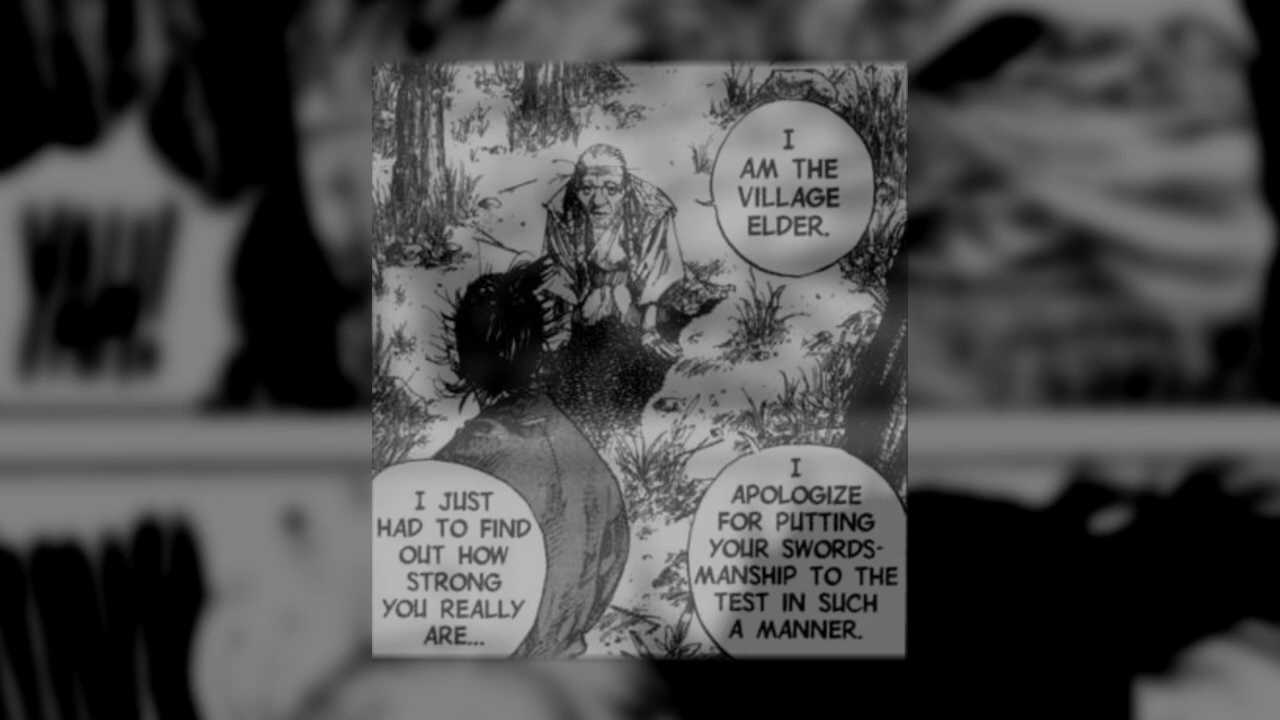 I
AM THE
VILLAGE
ELDER.
I
APOLOGIZE
FOR PUTTING
YOUR SWORDS-
MANSHIP TO THE
TEST IN SUCH
A MANNER.
I JUST
HAD TO FIND
OUT HOW
STRONG
YOU REALLY
ARE...